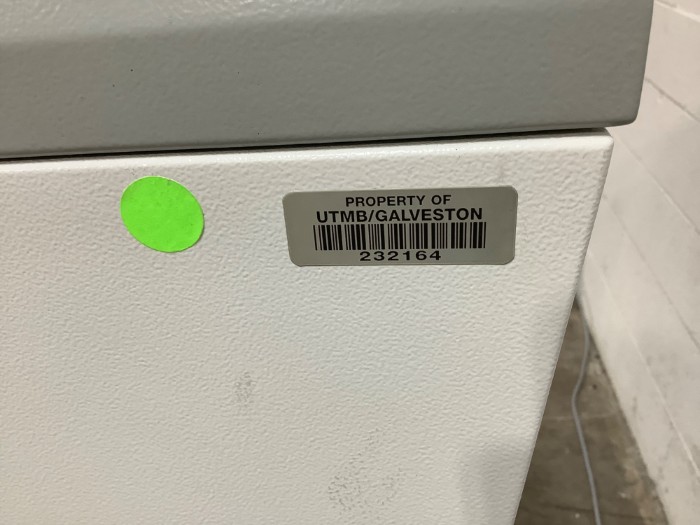 PROPERTY OF
UTMB/GALVESTON
232164